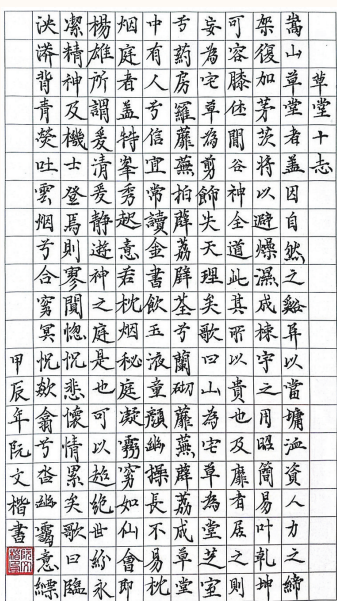 草堂十志
嵩山草堂者盖因自然之谿阜以當墉洫資人力之締
架復加茅茨將以避燥濕成棟宇之用昭簡易叶乾坤
可容膝休閒谷神全道此其所以貴也及靡者居之則
妄為宅草為剪飾失天理矣歌曰山為宅草為堂芝室
兮葯房羅蘼蕪拍薜荔壁荃兮蘭砌蘼蕪薜荔成草堂
中有人兮信宜常讀金書飲玉液童顏幽操長不易枕
烟庭者盖特峯秀起意若枕烟秘庭凝霧窅如仙會即
楊雄所謂爰清爰静遊神之庭是也可以超絶世紛永
潔精神及機士登焉則寥闃惚怳悲懷情累矣歌曰臨
泱漭背青熒吐雲烟兮合窅冥怳欻翕兮沓幽靄意縹
甲辰年阮文楷書